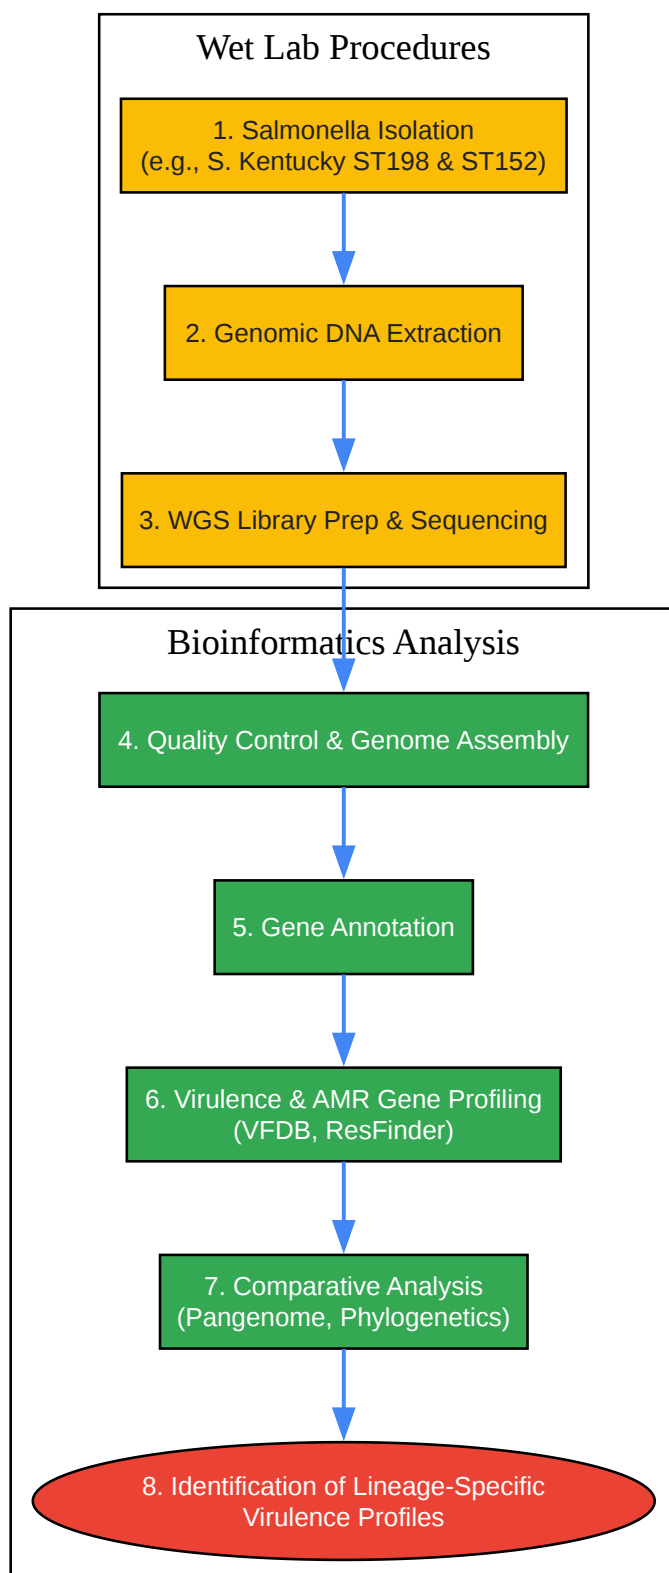 Wet Lab Procedures
1. Salmonella Isolation
(e.g., S. Kentucky ST198 & ST152)
2. Genomic DNA Extraction
3. WGS Library Prep & Sequencing
Bioinformatics Analysis
4. Quality Control & Genome Assembly
5. Gene Annotation
6. Virulence & AMR Gene Profiling
(VFDB, ResFinder)
7. Comparative Analysis
(Pangenome, Phylogenetics)
8. Identification of Lineage-Specific
Virulence Profiles